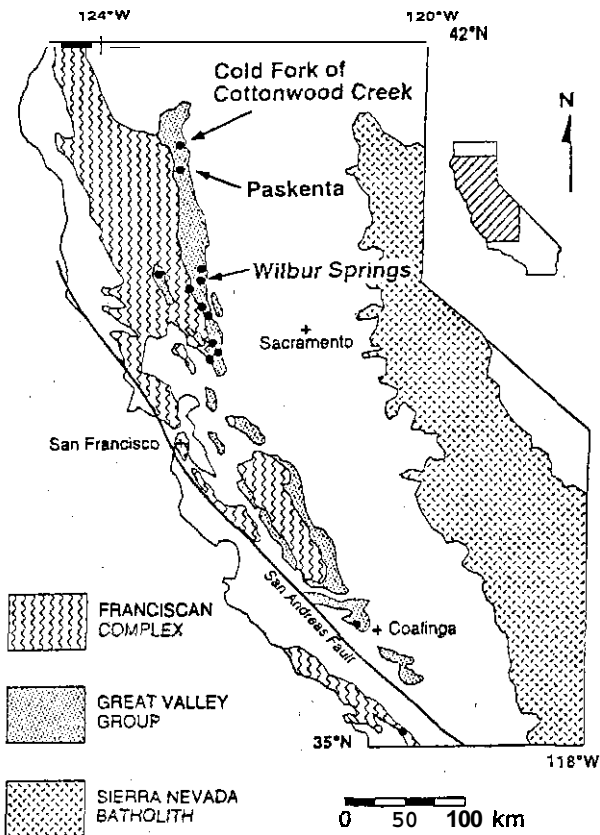 124°W
120°W
42°N
Cold Fork of
Cottonwood Creek
N
Paskenta
Wilbur Springs
Sacramento
San Francisco
San Andreas Fault
Coalinga
FRANCISCAN
COMPLEX
GREAT VALLEY
GROUP
35°N
118°W
SIERRA NEVADA
BATHOLITH
0 50 100 km